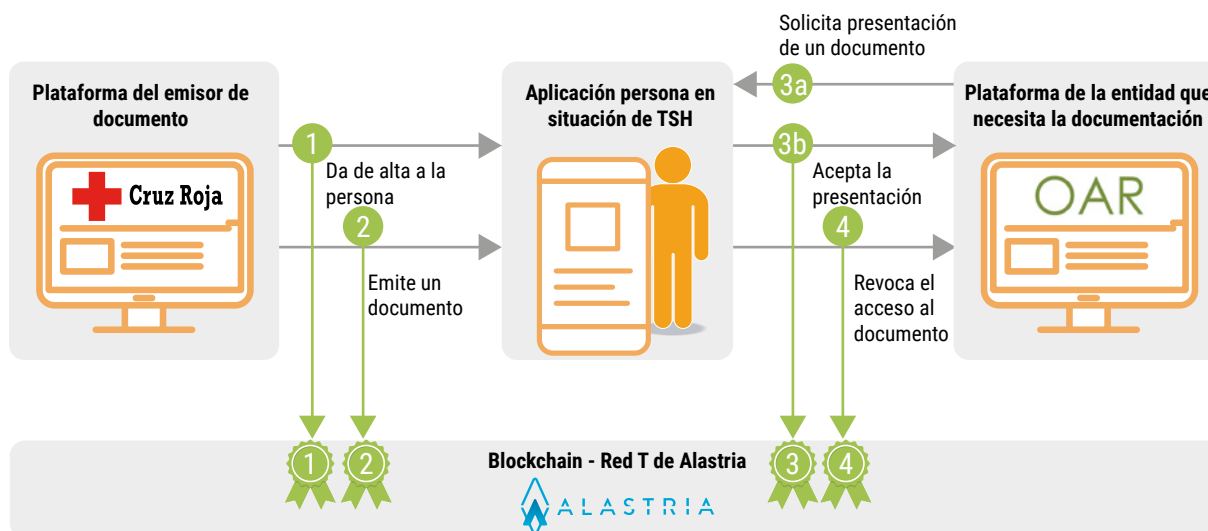 Solicita presentación
de un documento
3a
Plataforma del emisor de
documento
Cruz Roja
1
Da de alta a la
persona
2
Emite un
documento
Aplicación persona en
situación de TSH
3b
Acepta la
presentación
4
Revoca el
acceso al
documento
Plataforma de la entidad que
necesita la documentación
OAR
1
2
Blockchain - Red T de Alastria
3
4
ALASTRIA